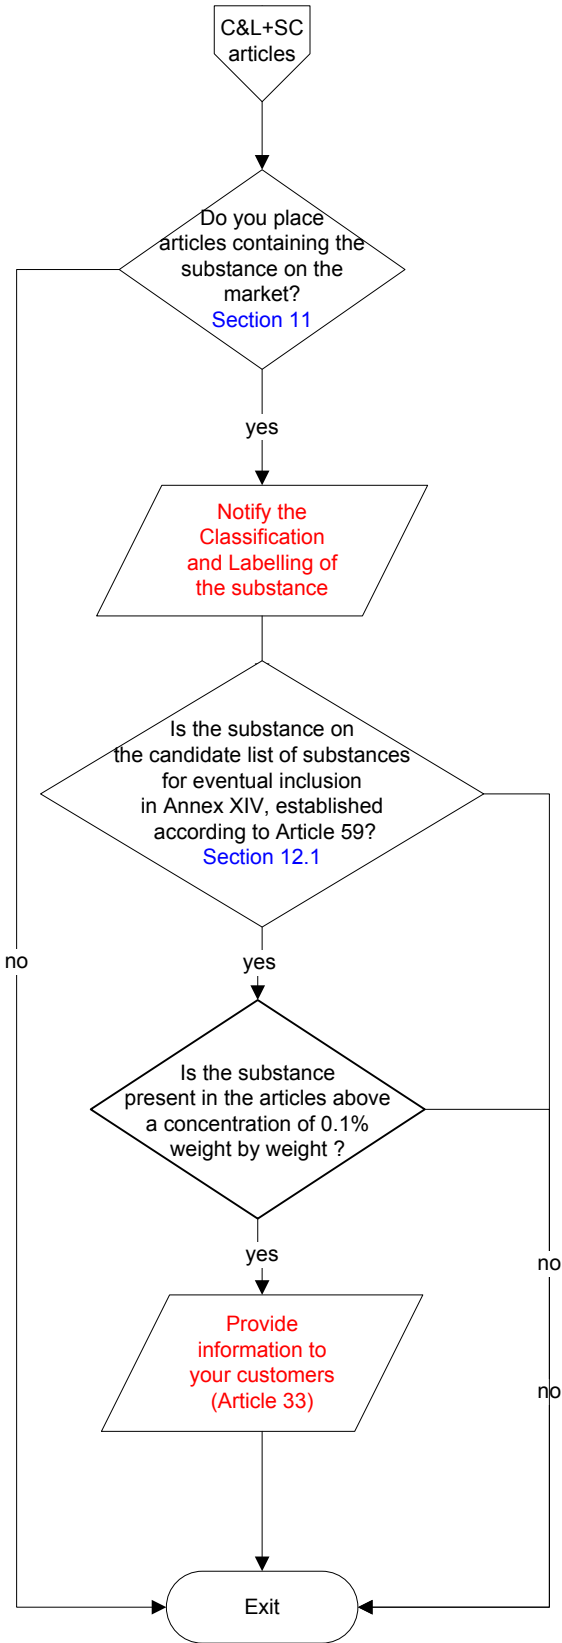 C&L+SC
articles
Do you place
articles containing the
substance on the
market?
Section 11
yes
Notify the
Classification
and Labelling of
the substance
Is the substance on
the candidate list of substances
for eventual inclusion
in Annex XIV, established
according to Article 59?
Section 12.1
no
yes
Is the substance
present in the articles above
a concentration of 0.1%
weight by weight ?
yes
no
Provide
information to
your customers
(Article 33)
no
Exit